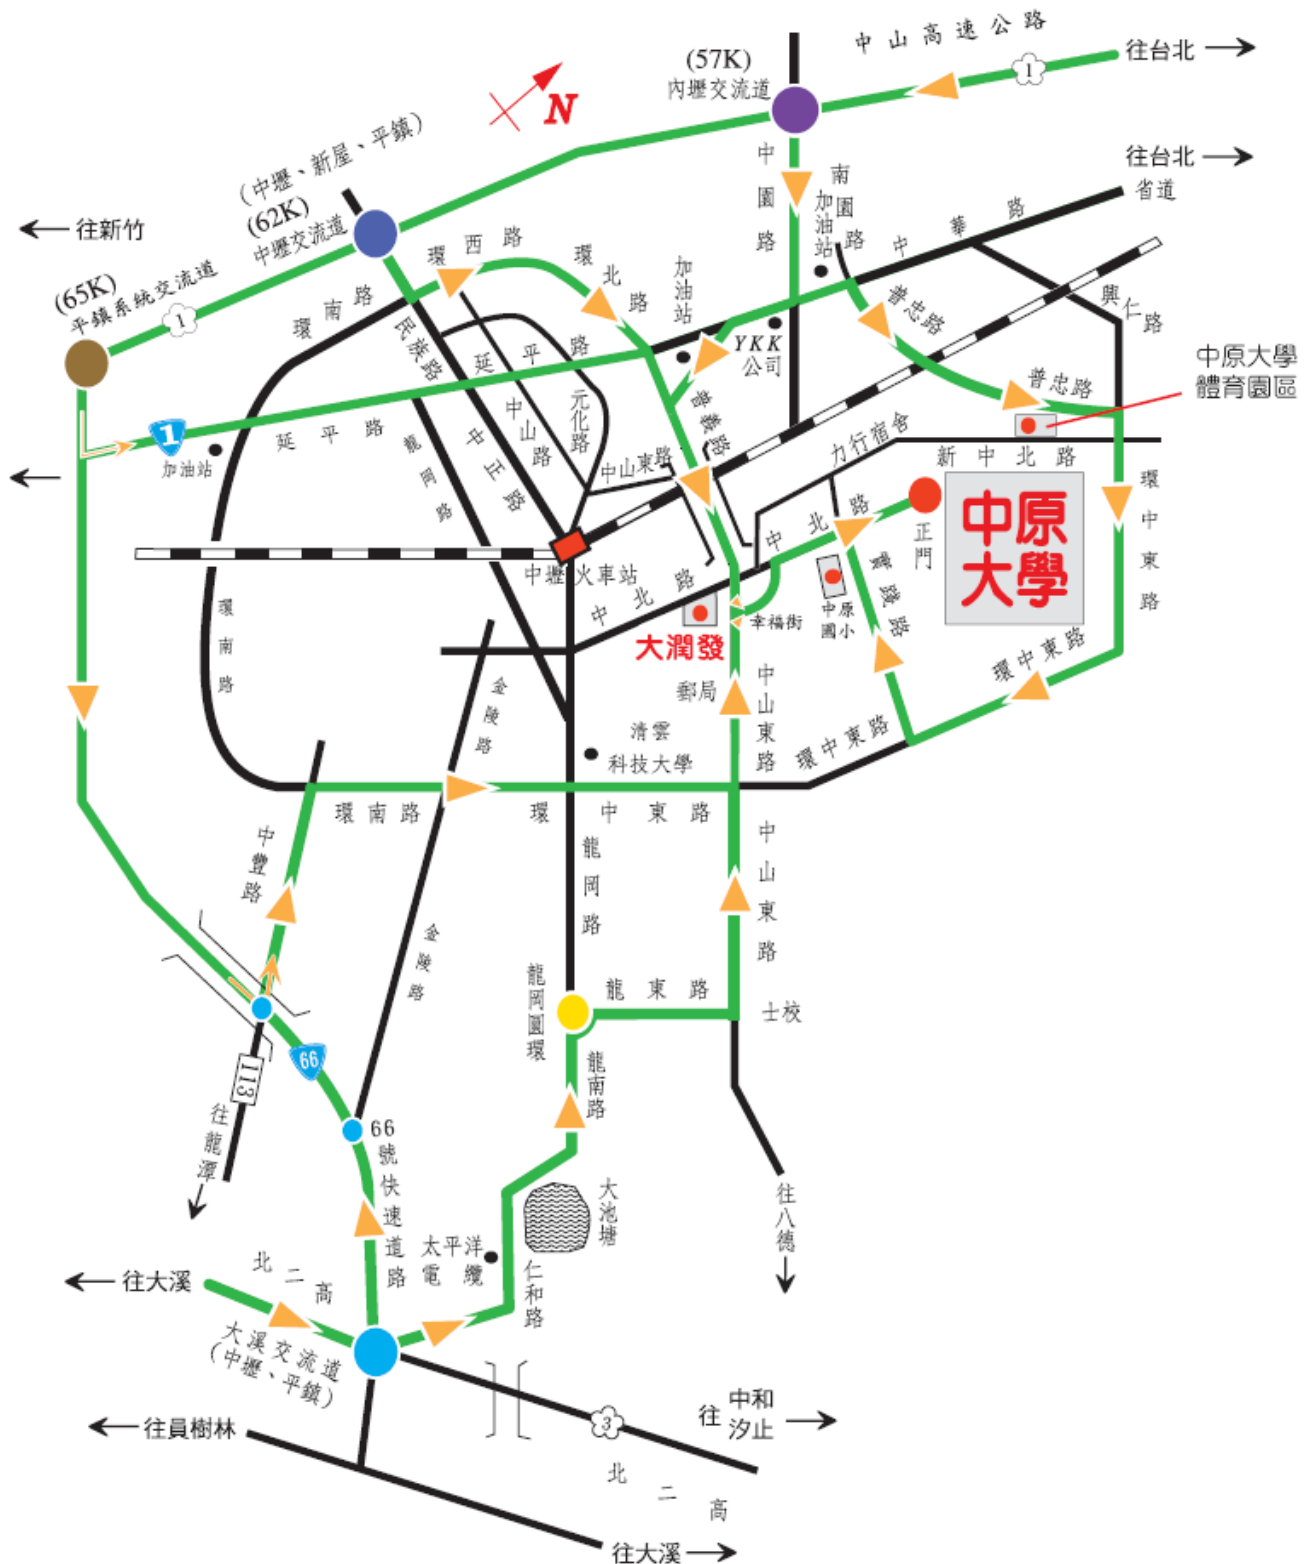 中山高速公路
往台北
1
(57K)
內壢交流道
N
往台北
省道
(中壢、新屋、平鎮)
(62K)
中壢交流道
往新竹
(65K)
平鎮系統交流道
1
環西路
環北路
中園路
南園路
加油站
中華路
加油站
環南路
民族路
延平路
YKK
公司
普忠路
興仁路
中原大學
體育園區
普忠路
普義路
元化路
中山路
中正路
龍岡路
延平路
1
加油站
中山東路
力行宿舍
新中北路
中北路
正門
中原
大學
環中東路
中壢火車站
中北路
實踐路
中原
國小
幸福街
大潤發
環南路
郵局
中山東路
環中東路
環中東路
金陵路
清雲
科技大學
環南路
環中東路
中豐路
龍岡路
中山東路
金陵路
龍岡圓環
龍東路
士校
66
龍南路
113
往龍潭
66號快速道路
大池塘
往八德
太平洋
電纜
仁和路
北二高
往大溪
大溪交流道
(中壢、平鎮)
往員樹林
3
往
中和
汐止
北二高
往大溪